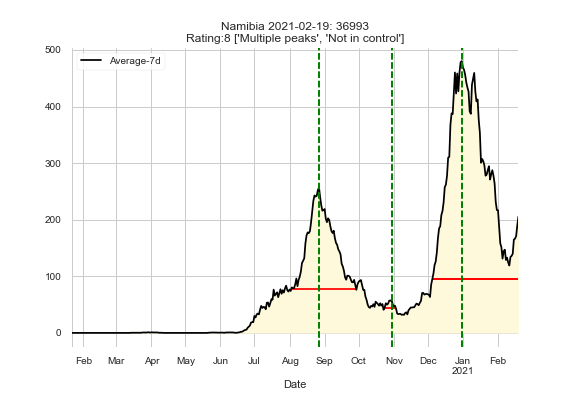 Namibia 2021-02-19: 36993
Rating:8 ['Multiple peaks', 'Not in control']
Average-7d
500
400
300
200
100
0
Feb Mar Apr May Jun Jul Aug Sep Oct Nov Dec Jan Feb
2021
Date